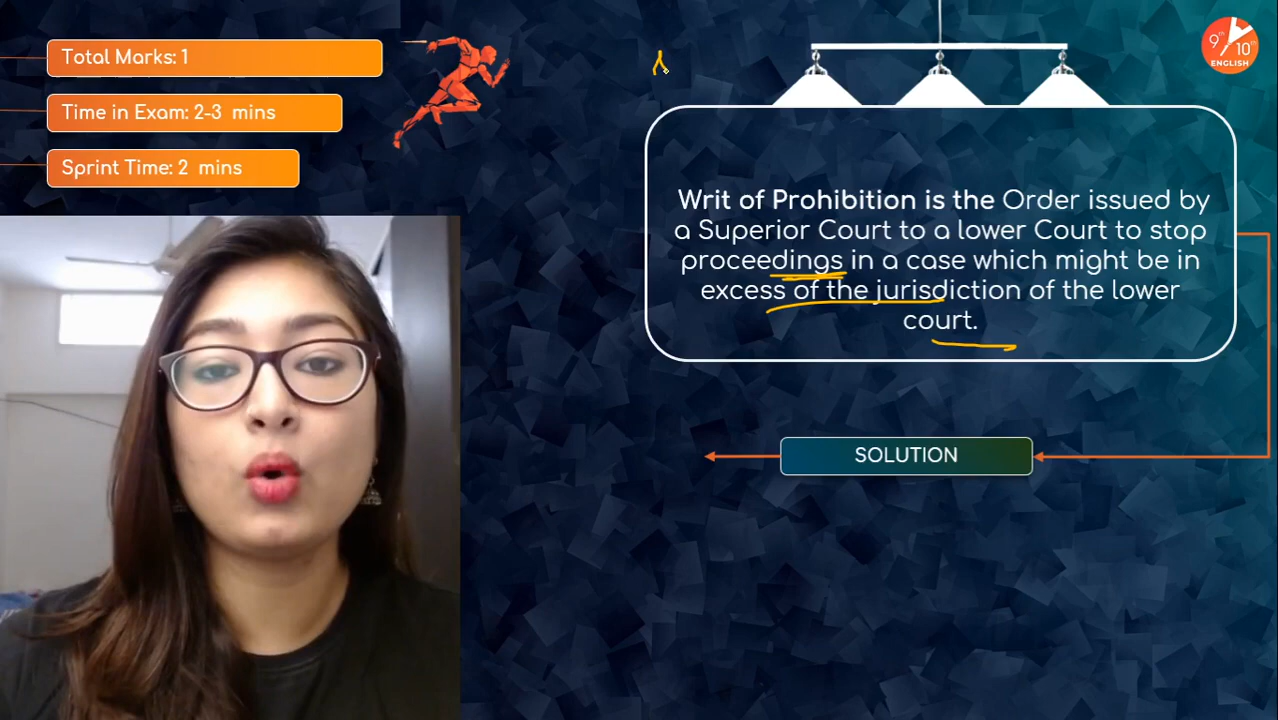 Total Marks: 1
Time in Exam: 2-3 mins
Sprint Time: 2 mins
9th 10th
ENGLISH
Writ of Prohibition is the Order issued by
a Superior Court to a lower Court to stop
proceedings in a case which might be in
excess of the jurisdiction of the lower
court.
SOLUTION